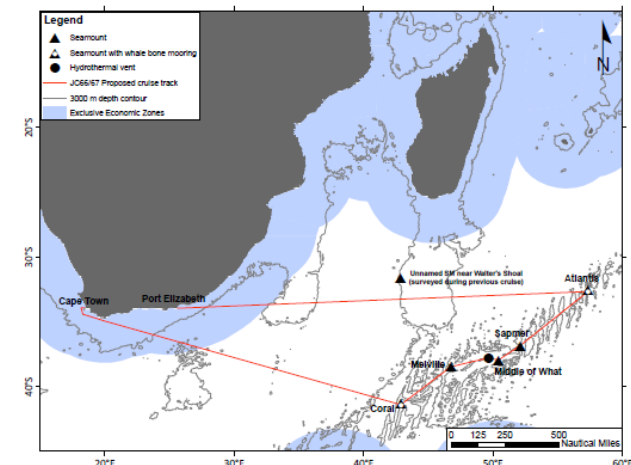 Legend
Seamount
Seamount with whale bone mooring
Hydrothermal vent
JC66/67 Proposed cruise track
3000 m depth contour
Exclusive Economic Zones
N
20°S
30°S
40°S
Unnamed SM near Walter's Shoal
(surveyed during previous cruise)
Atlantis
Cape Town
Port Elizabeth
Sapmer
Melville
Middle of What
Coral
0 125 250 500
Nautical Miles
20°E 30°E 40°E 50°E 60°E